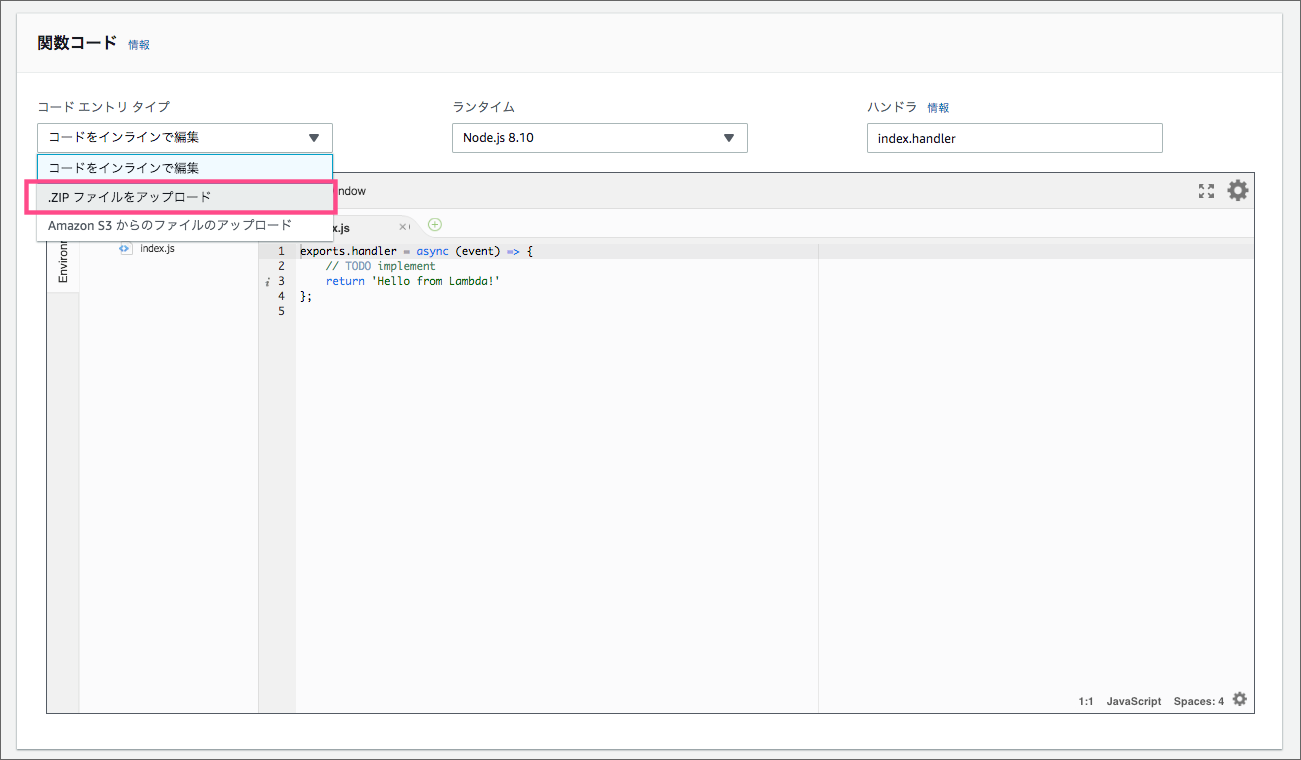 関数コード 情報
コード エントリ タイプ ランタイム ハンドラ 情報
コードをインラインで編集 Node.js 8.10 index.handler
コードをインラインで編集
.ZIP ファイルをアップロード
Amazon S3 からのファイルのアップロード
ndow
x.js
Environm
index.js
1 exports.handler = async (event) => {
2 // TODO implement
i 3 return 'Hello from Lambda!'
4 };
5
1:1 JavaScript Spaces: 4